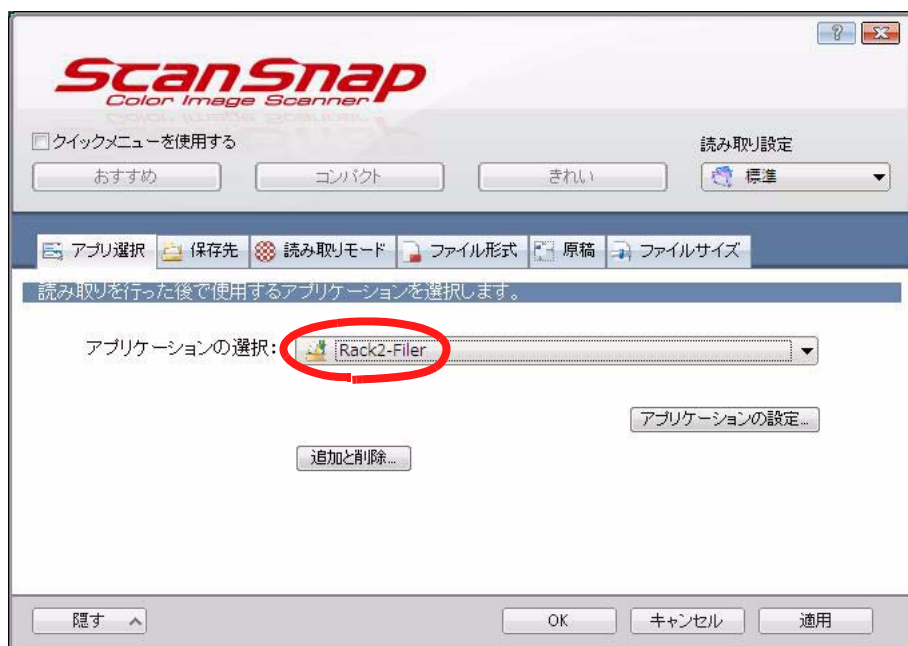 ScanSnap
Color Image Scanner
クイックメニューを使用する
読み取り設定
おすすめ
コンパクト
きれい
標準
アプリ選択
保存先
読み取りモード
ファイル形式
原稿
ファイルサイズ
読み取りを行った後で使用するアプリケーションを選択します。
アプリケーションの選択:
Rack2-Filer
アプリケーションの設定...
追加と削除...
隠す
OK
キャンセル
適用